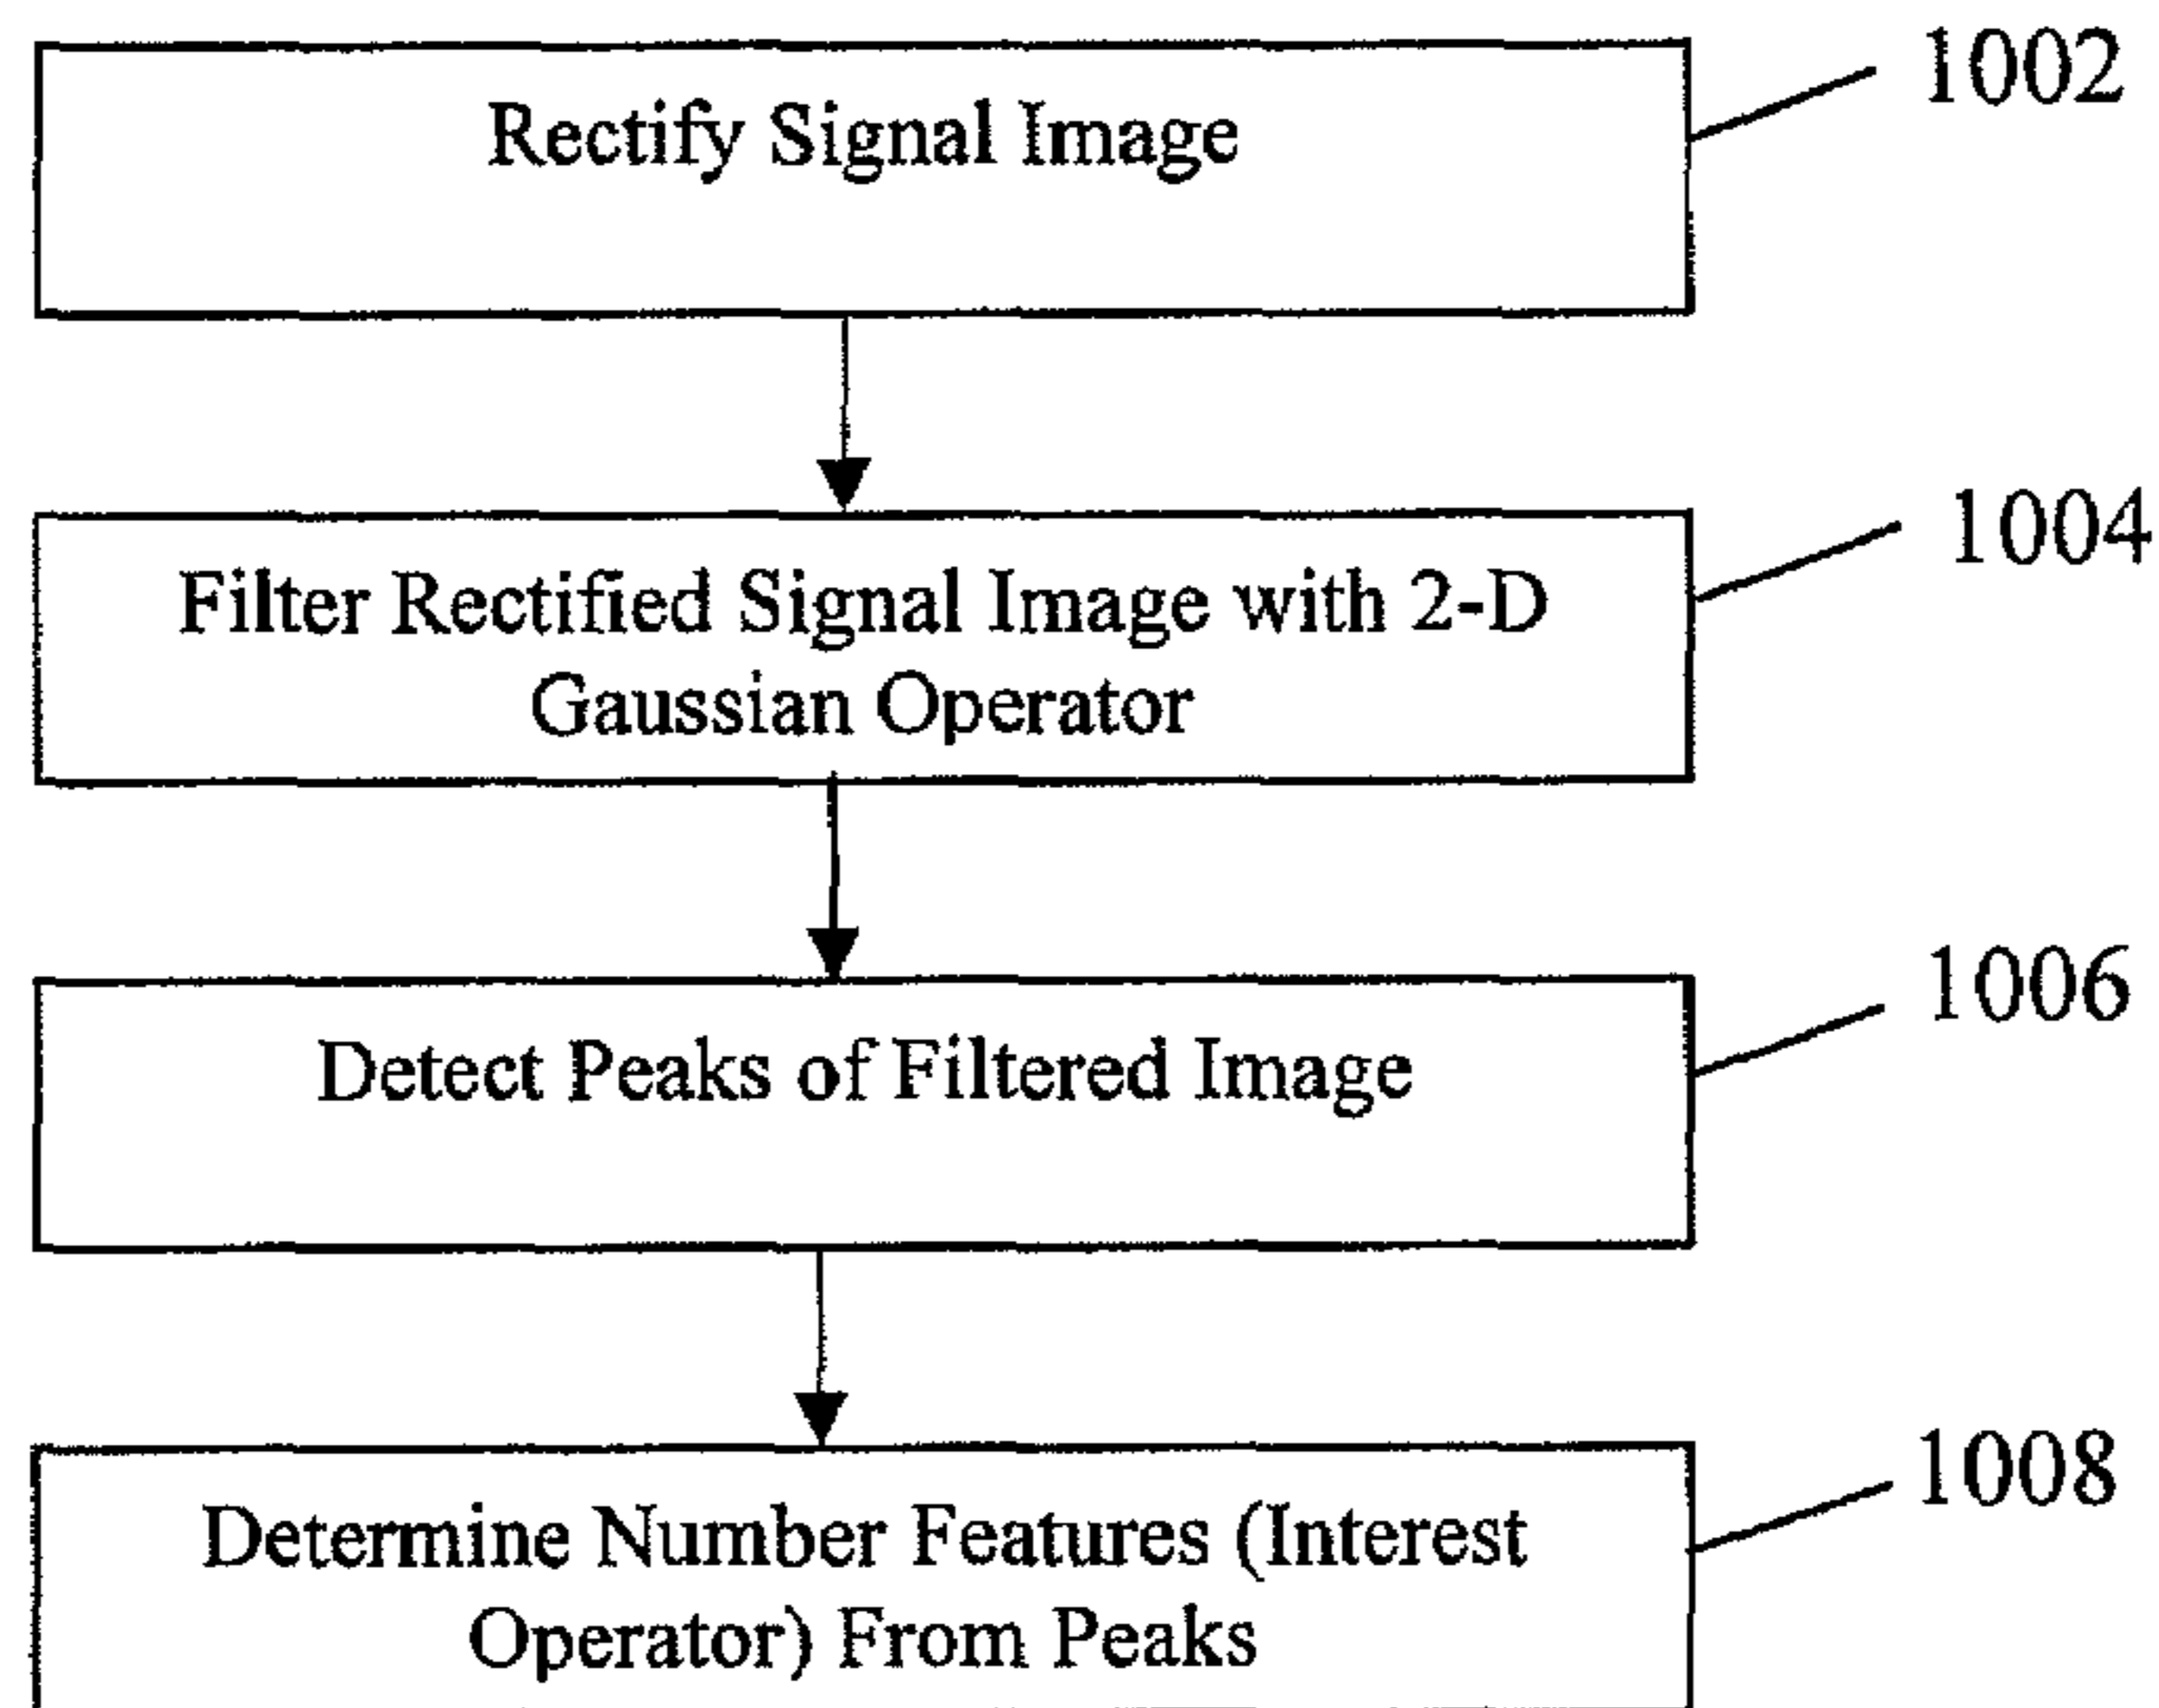 Rectify Signal Image
1002
Filter Rectified Signal Image with 2-D
Gaussian Operator
1004
Detect Peaks of Filtered Image
1006
Determine Number Features (Interest
Operator) From Peaks
1008